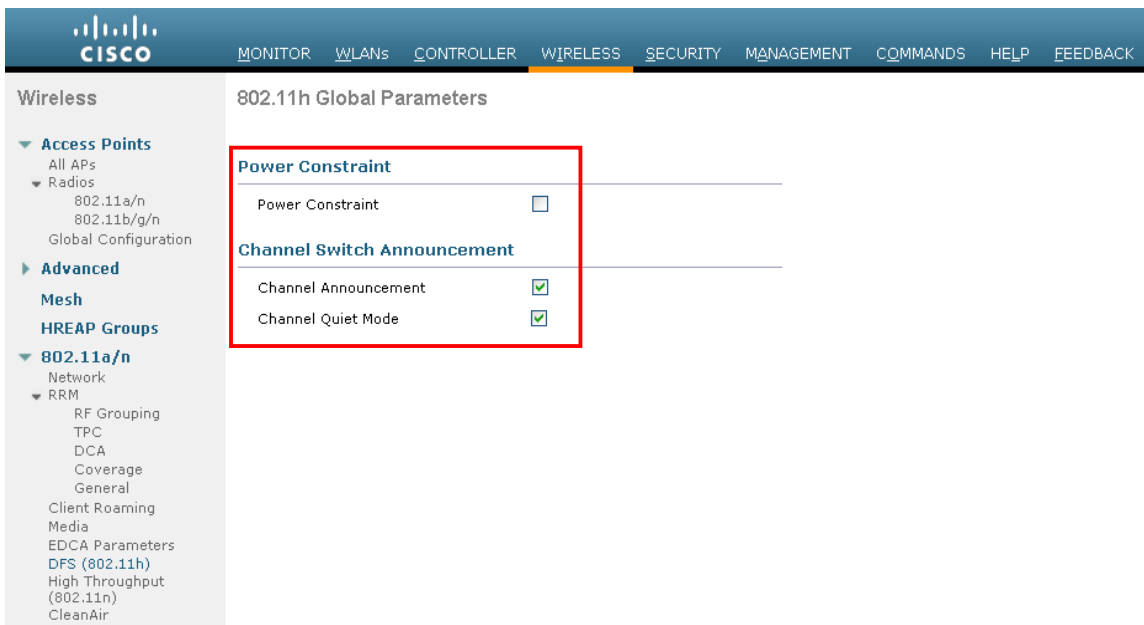 CISCO
MONITOR WLANs CONTROLLER WIRELESS SECURITY MANAGEMENT COMMANDS HELP FEEDBACK
Wireless
Access Points
All APs
Radios
802.11a/n
802.11b/g/n
Global Configuration
Advanced
Mesh
HREAP Groups
802.11a/n
Network
RRM
RF Grouping
TPC
DCA
Coverage
General
Client Roaming
Media
EDCA Parameters
DFS (802.11h)
High Throughput
(802.11n)
CleanAir
802.11h Global Parameters
Power Constraint
Power Constraint
Channel Switch Announcement
Channel Announcement
Channel Quiet Mode